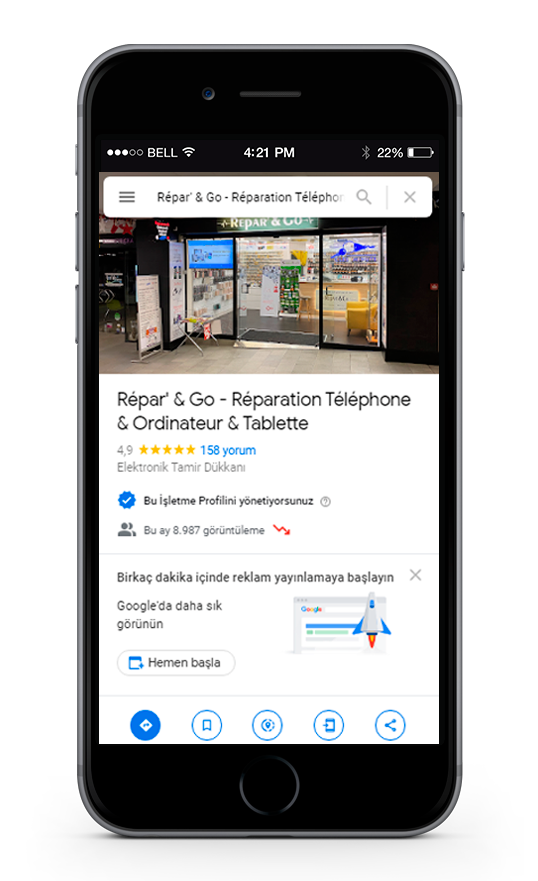 BELL 4:21 PM 22%
Répar' & Go - Réparation Téléphon
RÉPAR' & GO
Répar' & Go - Réparation Téléphone
& Ordinateur & Tablette
4,9 158 yorum
Elektronik Tamir Dükkanı
Bu İşletme Profilini yönetiyorsunuz
Bu ay 8.987 görüntüleme
Birkaç dakika içinde reklam yayınlamaya başlayın
Google'da daha sık
görünün
Google
Hemen başla